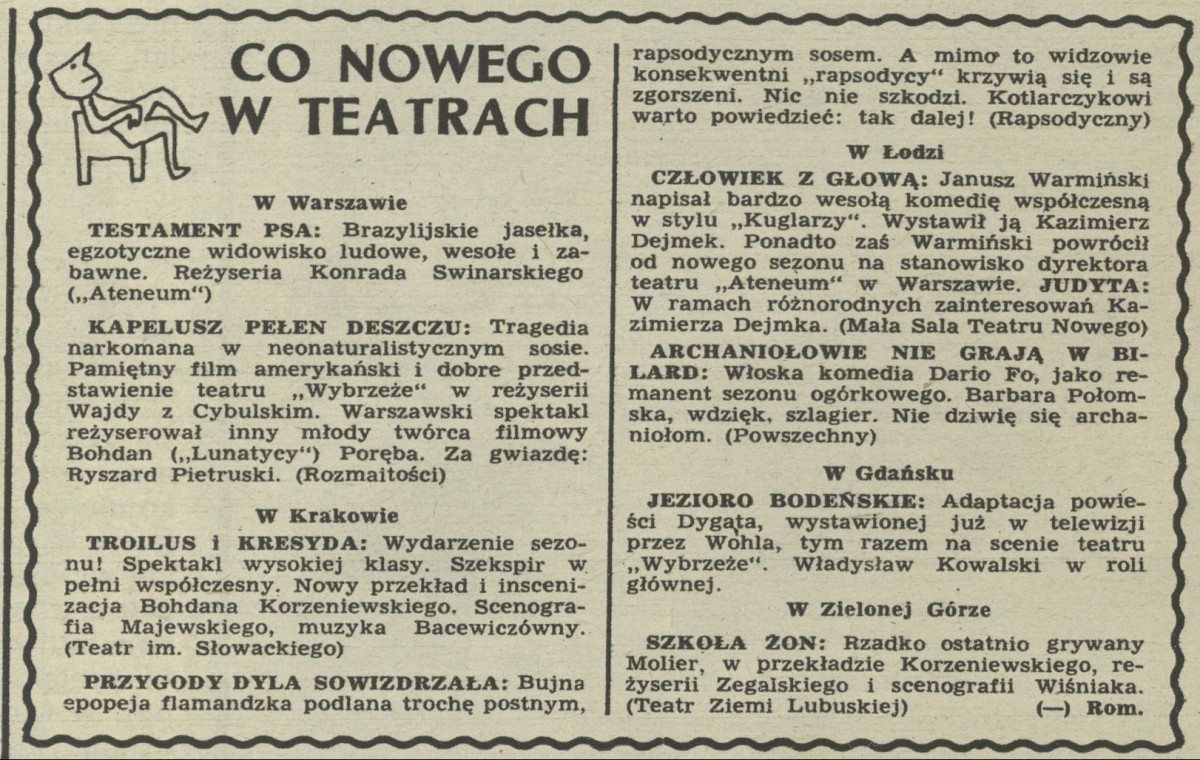 CO NOWEGO
W TEATRACH
W Warszawie
TESTAMENT PSA: Brazylijskie jasełka,
egzotyczne widowisko ludowe, wesołe i za-
bawne. Reżyseria Konrada Swinarskiego
(„Ateneum“)
KAPELUSZ PEŁEN DESZCZU: Tragedia
narkomana w neonaturalistycznym sosie.
Pamiętny film amerykański i dobre przed-
stawienie teatru „Wybrzeże“ w reżyserii
Wajdy z Cybulskim. Warszawski spektakl
reżyserował inny młody twórca filmowy
Bohdan („Lunatycy“) Poręba. Za gwiazdę:
Ryszard Pietruski. (Rozmaitości)
W Krakowie
TROILUS i KRESYDA: Wydarzenie sezo-
nu! Spektakl wysokiej klasy. Szekspir w
pełni współczesny. Nowy przekład i insceni-
zacja Bohdana Korzeniewskiego. Scenogra-
fia Majewskiego, muzyka Bacewiczówny.
(Teatr im. Słowackiego)
PRZYGODY DYLA SOWIZDRZAŁA: Bujna
epopeja flamandzka podlana trochę postnym,
rapsodycznym sosem. A mimo to widzowie
konsekwentni „rapsodycy“ krzywią się i są
zgorszeni. Nic nie szkodzi. Kotlarczykowi
warto powiedzieć: tak dalej! (Rapsodyczny)
W Łodzi
CZŁOWIEK Z GŁOWĄ: Janusz Warmiński
napisał bardzo wesołą komedię współczesną
w stylu „Kuglarzy“. Wystawił ją Kazimierz
Dejmek. Ponadto zaś Warmiński powrócił
od nowego sezonu na stanowisko dyrektora
teatru „Ateneum“ w Warszawie. JUDYTA:
W ramach różnorodnych zainteresowań Ka-
zimierza Dejmka. (Mała Sala Teatru Nowego)
ARCHANIOŁOWIE NIE GRAJĄ W BI-
LARD: Włoska komedia Dario Fo, jako re-
manent sezonu ogórkowego. Barbara Połom-
ska, wdzięk, szlagier. Nie dziwię się archa-
niołom. (Powszechny)
W Gdańsku
JEZIORO BODEŃSKIE: Adaptacja powie-
ści Dygata, wystawionej już w telewizji
przez Wohla, tym razem na scenie teatru
„Wybrzeże“. Władysław Kowalski w roli
głównej.
W Zielonej Górze
SZKOŁA ŻON: Rzadko ostatnio grywany
Molier, w przekładzie Korzeniewskiego, re-
żyserii Zegalskiego i scenografii Wiśniaka.
(Teatr Ziemi Lubuskiej) (—) Rom.